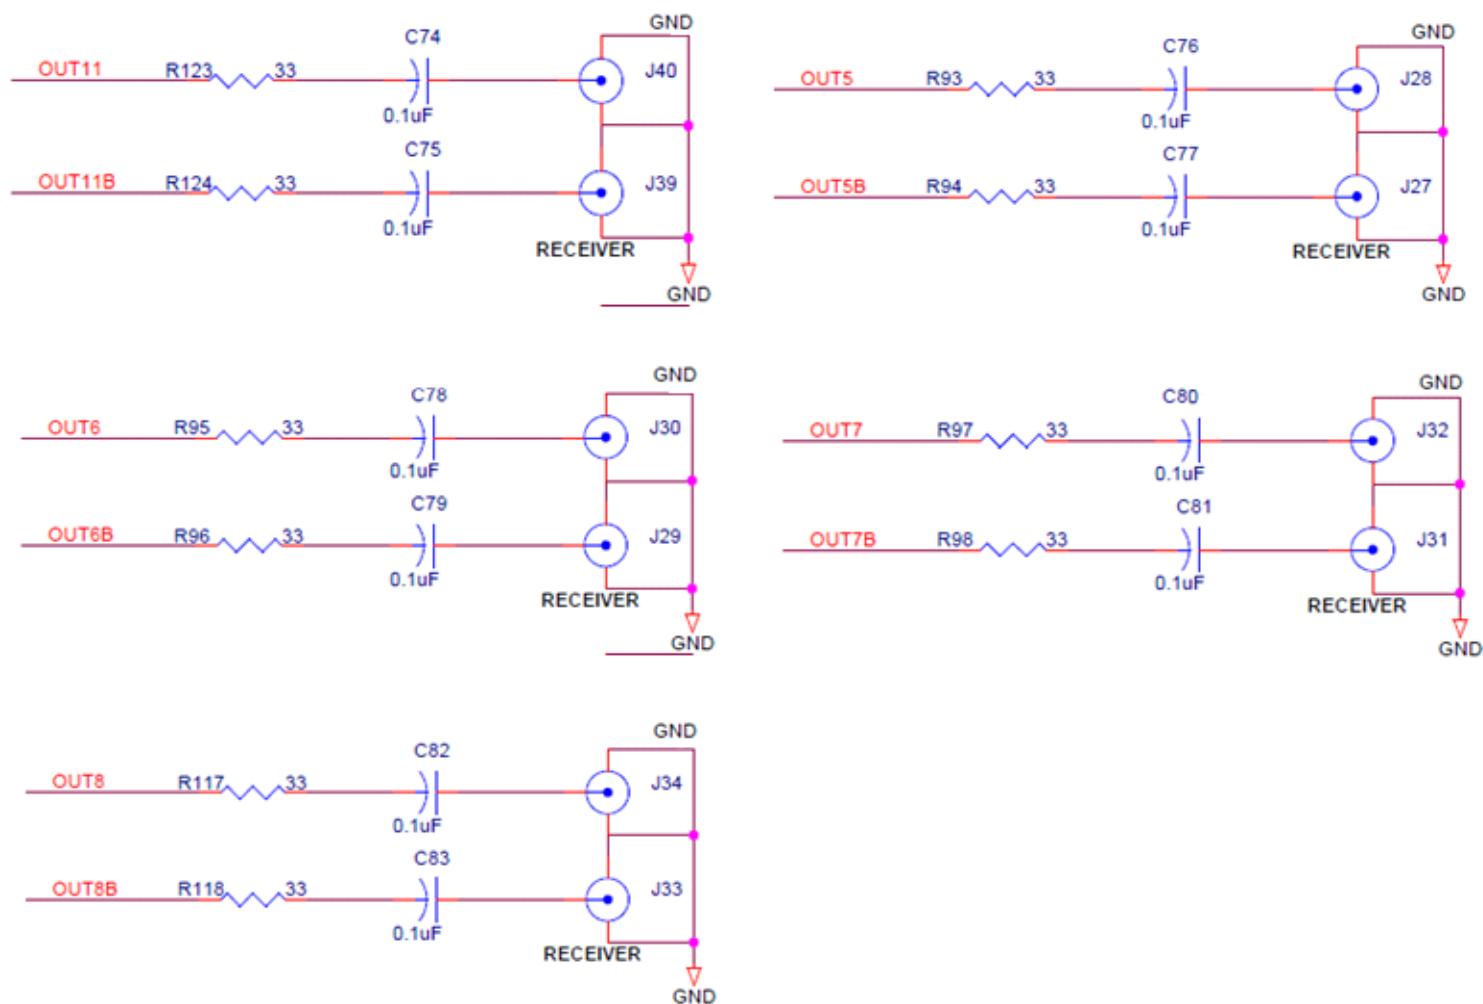 GND
C74
OUT11 R123 33 J40
0.1uF
C75
OUT11B R124 33 J39
0.1uF
RECEIVER
GND
GND
C76
OUT5 R93 33 J28
0.1uF
C77
OUT5B R94 33 J27
0.1uF
RECEIVER
GND
GND
C78
OUT6 R95 33 J30
0.1uF
C79
OUT6B R96 33 J29
0.1uF
RECEIVER
GND
GND
C80
OUT7 R97 33 J32
0.1uF
C81
OUT7B R98 33 J31
0.1uF
RECEIVER
GND
GND
C82
OUT8 R117 33 J34
0.1uF
C83
OUT8B R118 33 J33
0.1uF
RECEIVER
GND